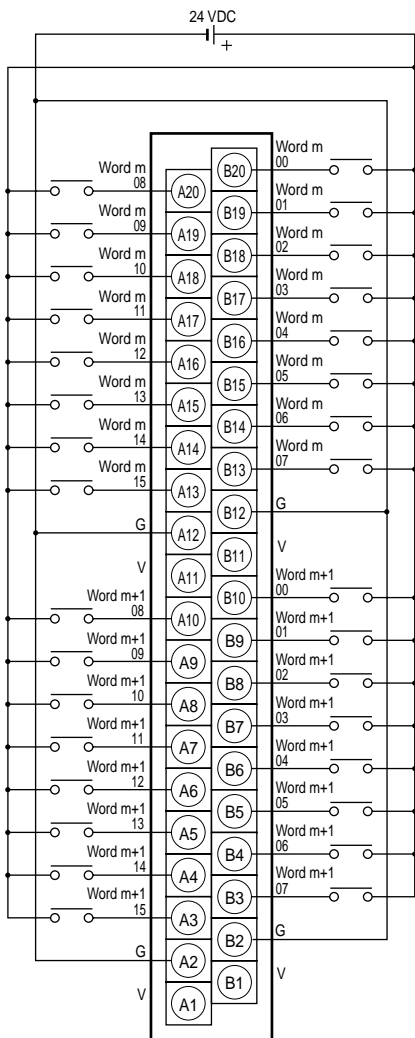 24 VDC
+
Word m
00
B20
Word m
08
A20
Word m
01
B19
Word m
09
A19
Word m
02
B18
Word m
10
A18
Word m
03
B17
Word m
11
A17
Word m
04
B16
Word m
12
A16
Word m
05
B15
Word m
13
A15
Word m
06
B14
Word m
14
A14
Word m
07
B13
Word m
15
A13
G
B12
G
A12
V
B11
V
A11
Word m+1
00
B10
Word m+1
08
A10
Word m+1
01
B9
Word m+1
09
A9
Word m+1
02
B8
Word m+1
10
A8
Word m+1
03
B7
Word m+1
11
A7
Word m+1
04
B6
Word m+1
12
A6
Word m+1
05
B5
Word m+1
13
A5
Word m+1
06
B4
Word m+1
14
A4
Word m+1
07
B3
Word m+1
15
A3
G
B2
G
A2
V
B1
V
A1